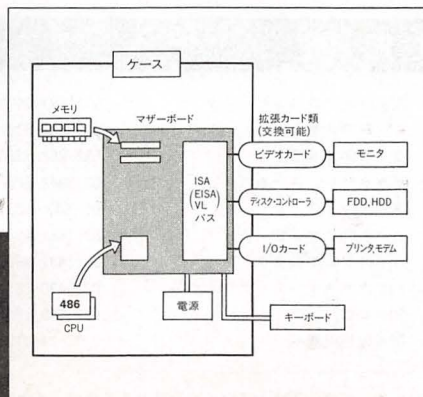 ケース
メモリ
マザーボード
拡張カード類
(交換可能)
ビデオカード
モニタ
ISA
(EISA)
VL
バス
ディスク・コントローラ
FDD,HDD
I/Oカード
プリンタ,モデム
486
CPU
電源
キーボード